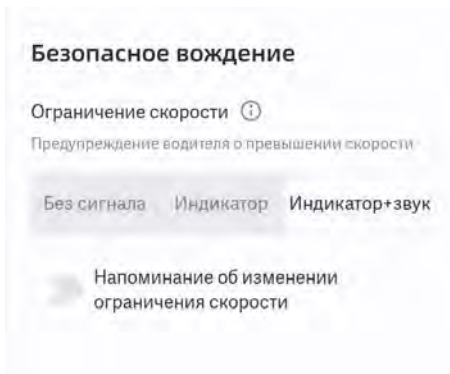 Безопасное вождение
Ограничение скорости
Предупреждение водителя о превышении скорости
Без сигнала Индикатор Индикатор+звук
Напоминание об изменении
ограничения скорости